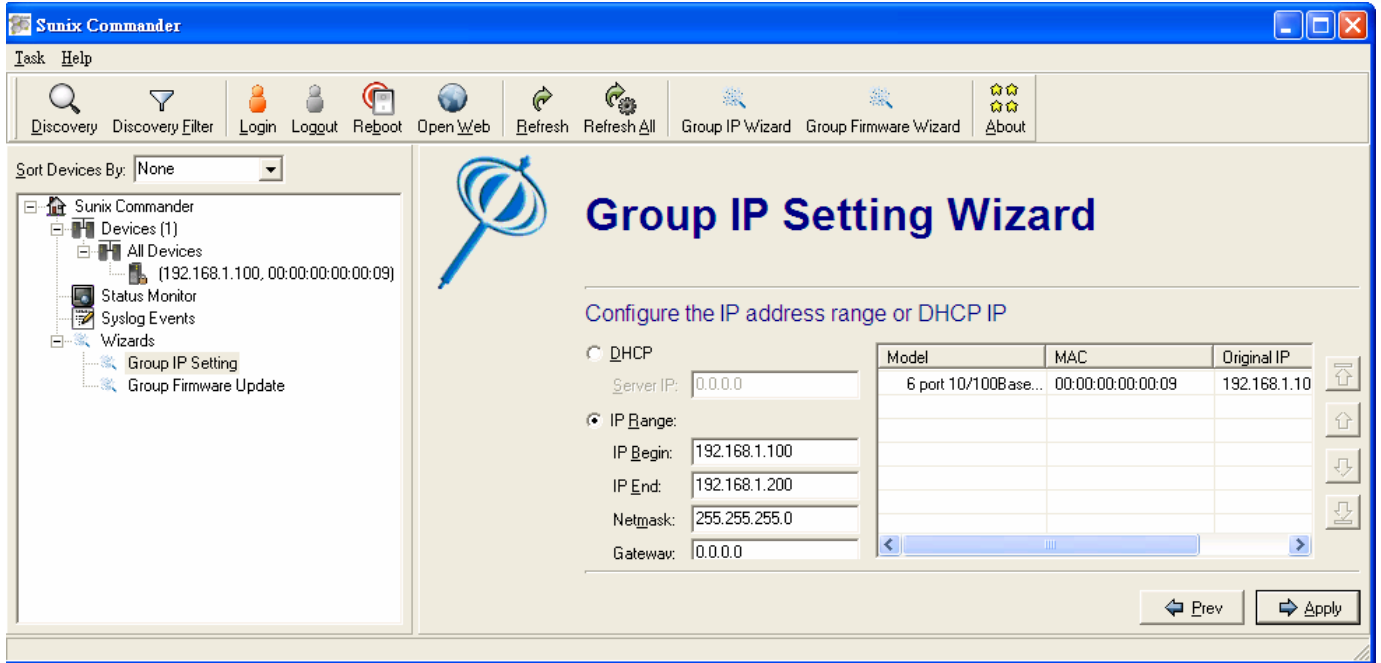 Sunix Commander
Task Help
Discovery Discovery Filter Login Logout Reboot Open Web Refresh Refresh All Group IP Wizard Group Firmware Wizard About
Sort Devices By: None
Sunix Commander
Devices (1)
All Devices
(192.168.1.100, 00:00:00:00:00:09)
Status Monitor
Syslog Events
Wizards
Group IP Setting
Group Firmware Update
Group IP Setting Wizard
Configure the IP address range or DHCP IP
DHCP
Server IP: 0.0.0.0
IP Range:
IP Begin: 192.168.1.100
IP End: 192.168.1.200
Netmask: 255.255.255.0
Gateway: 0.0.0.0
Model MAC Original IP
6 port 10/100Base... 00:00:00:00:00:09 192.168.1.10
Prev Apply